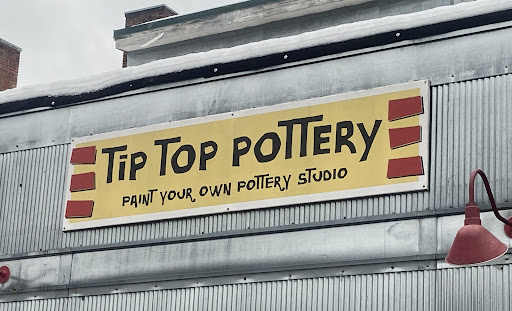 TiP TOP POTTERY
PAINT YOUR OWN POTTERY STUDIO